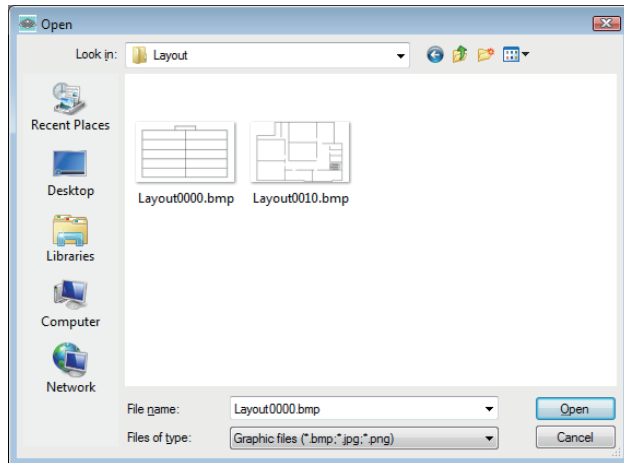 Open
Look in:
Layout
Recent Places
Desktop
Libraries
Computer
Network
Layout0000.bmp
Layout0010.bmp
File name:
Layout0000.bmp
Open
Files of type:
Graphic files (*.bmp;*.jpg;*.png)
Cancel